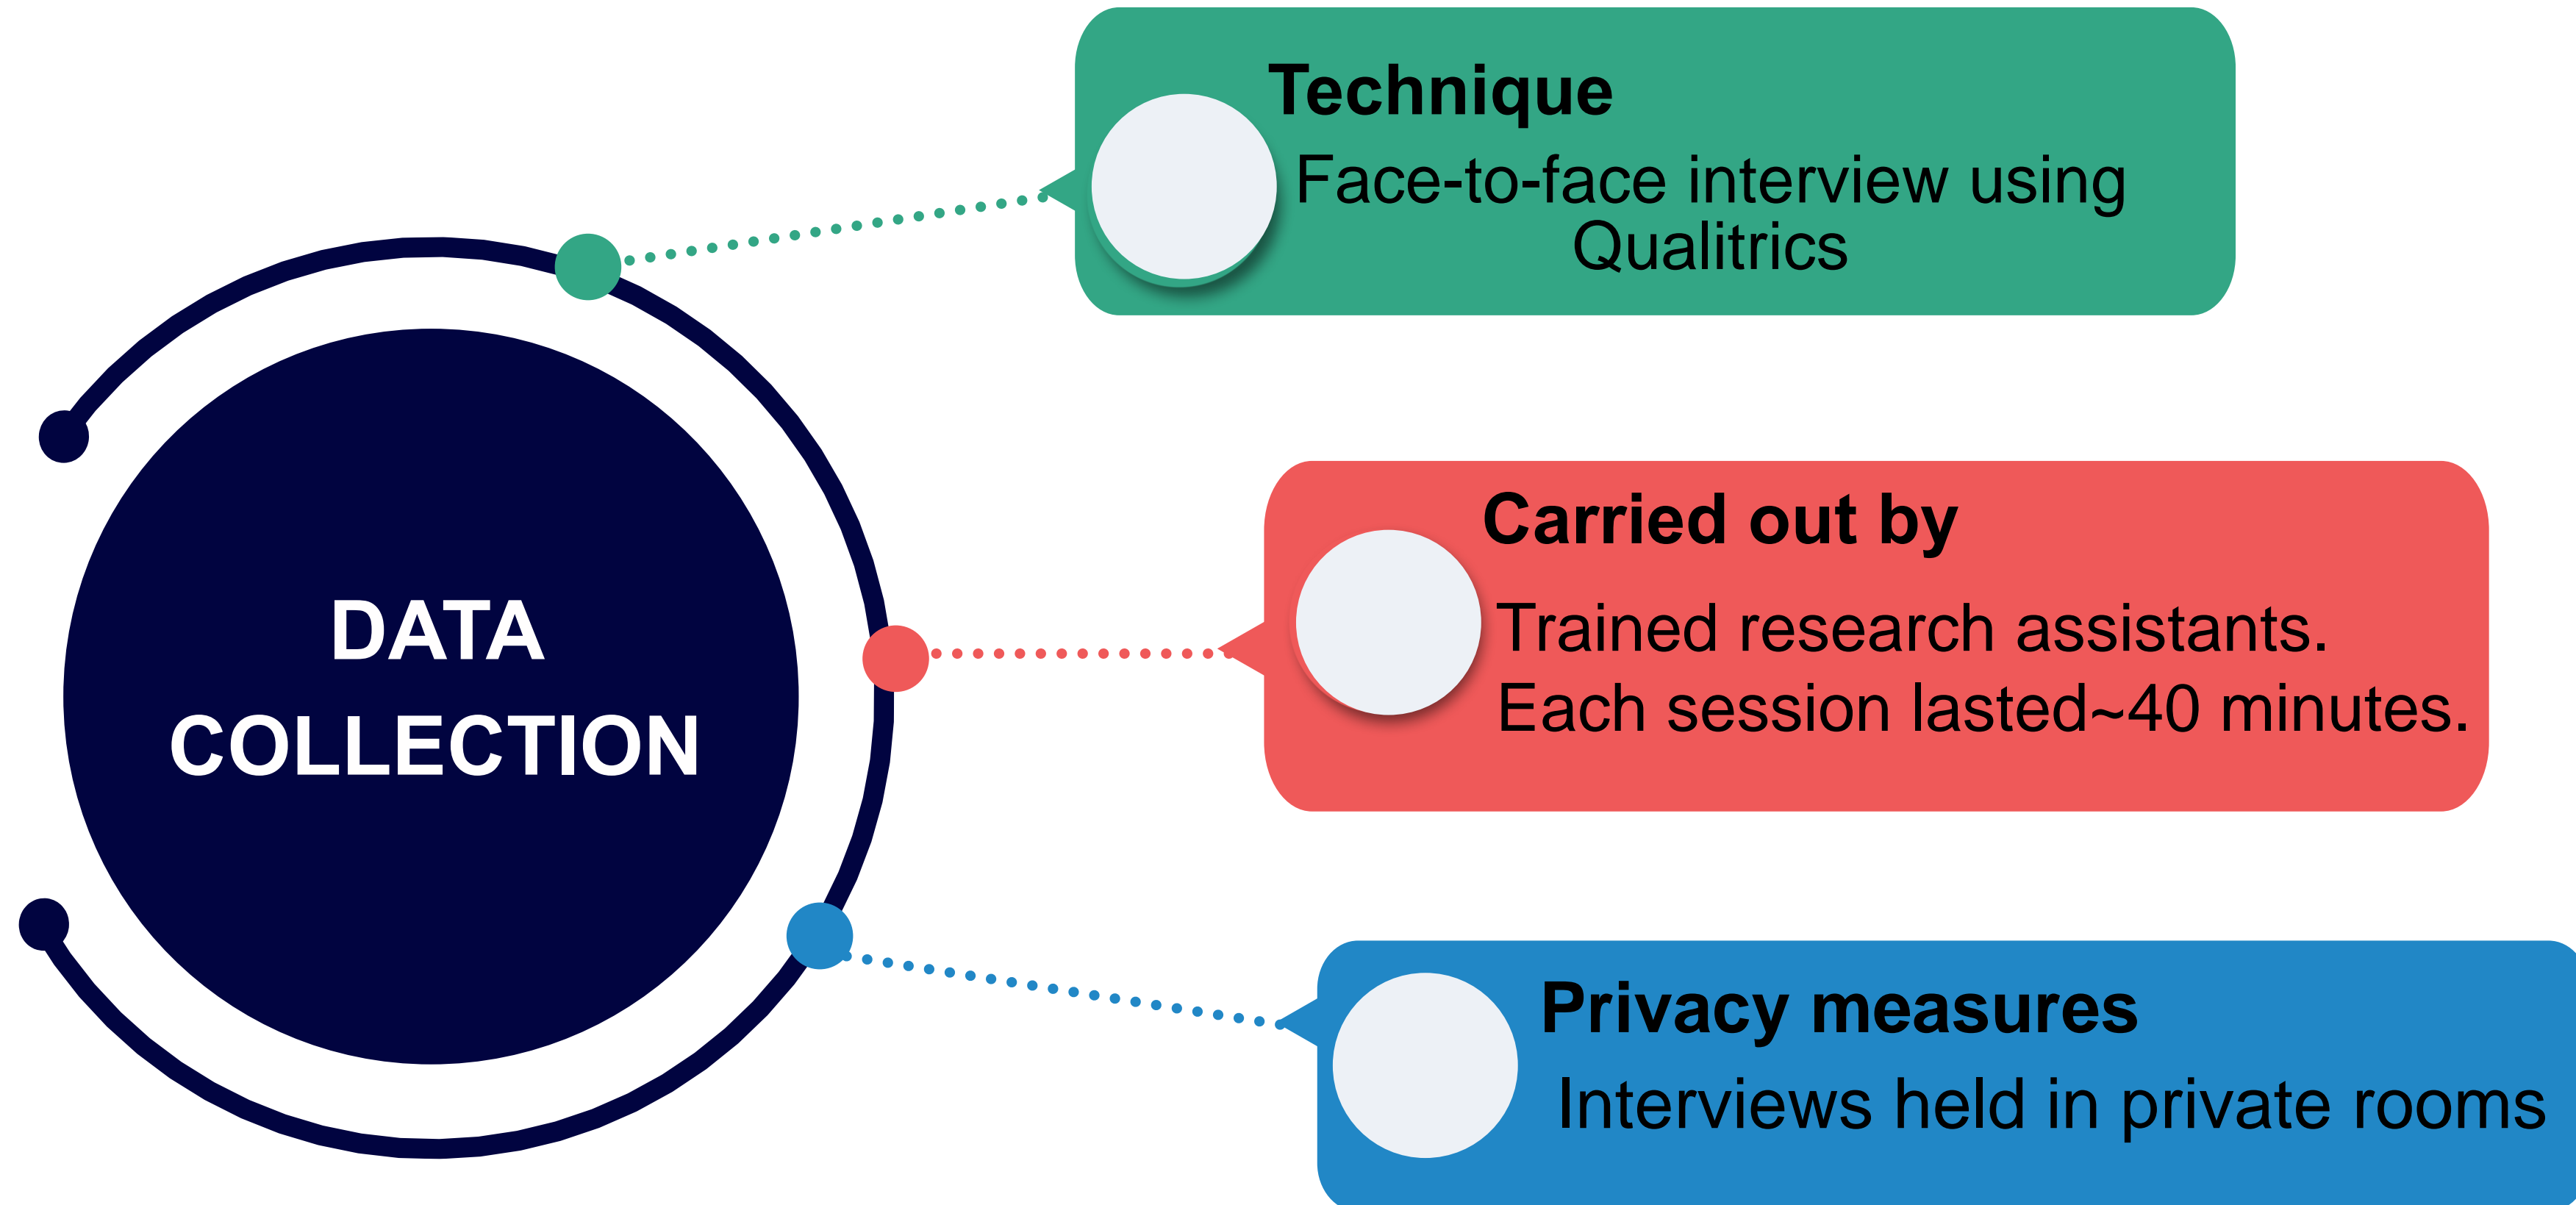 DATA
COLLECTION
Technique
Face-to-face interview using
Qualitrics
Carried out by
Trained research assistants.
Each session lasted~40 minutes.
Privacy measures
Interviews held in private rooms